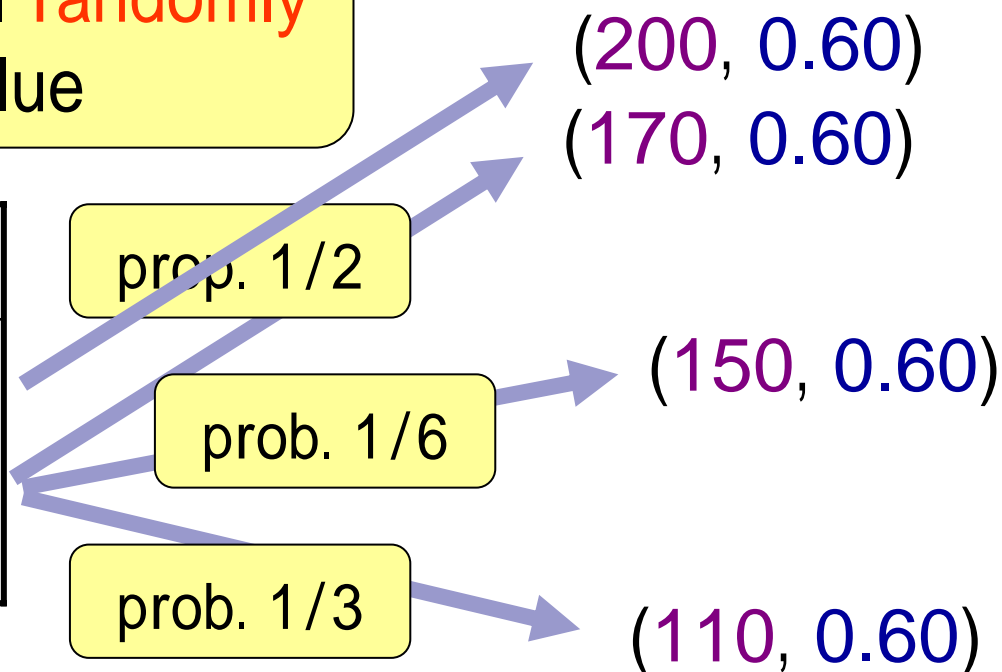 randomly
(200, 0.60)
(170, 0.60)
prop. 1/2
(150, 0.60)
prob. 1/6
prob. 1/3
(110, 0.60)